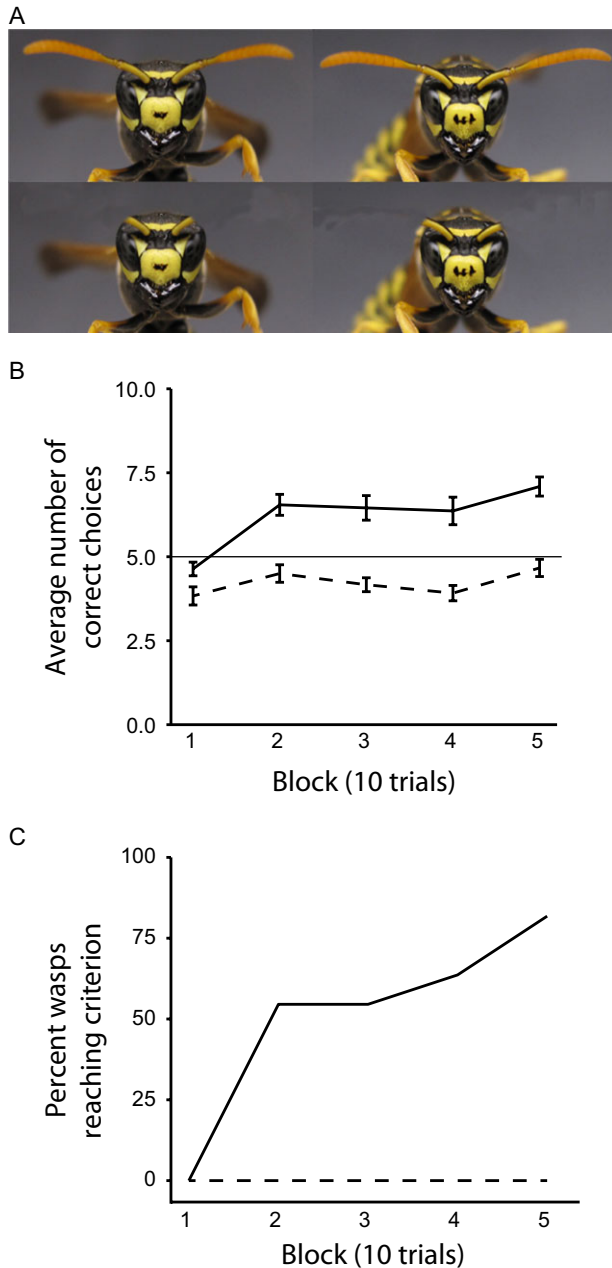 A
B
Average number of
correct choices
10.0
7.5
5.0
2.5
0.0
1 2 3 4 5
Block (10 trials)
C
Percent wasps
reaching criterion
100
75
50
25
0
1 2 3 4 5
Block (10 trials)